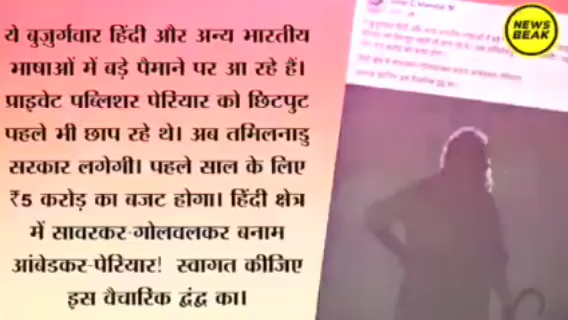 ये बुज़ुर्गवार हिंदी और अन्य भारतीय
भाषाओं में बड़े पैमाने पर आ रहे हैं।
प्राइवेट पब्लिशर पेरियार को छिटपुट
पहले भी छाप रहे थे। अब तमिलनाडु
सरकार लगेगी। पहले साल के लिए
₹5 करोड़ का बजट होगा। हिंदी क्षेत्र
में सावरकर-गोलवलकर बनाम
आंबेडकर-पेरियार! स्वागत कीजिए
इस वैचारिक द्वंद्व का।
NEWS
BEAK